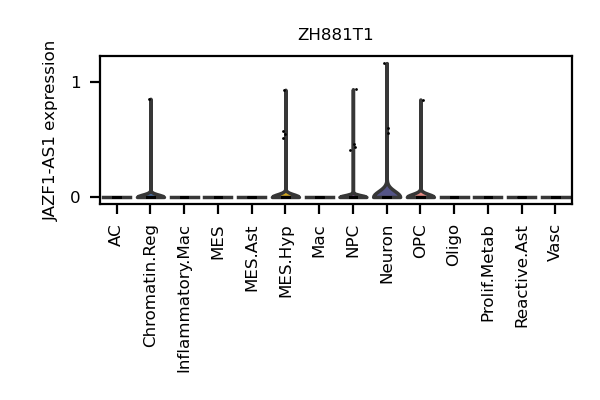 ZH881T1
JAZF1-AS1 expression
1
0
AC
Chromatin.Reg
Inflammatory.Mac
MES
MES.Ast
MES.Hyp
Mac
NPC
Neuron
OPC
Oligo
Prolif.Metab
Reactive.Ast
Vasc